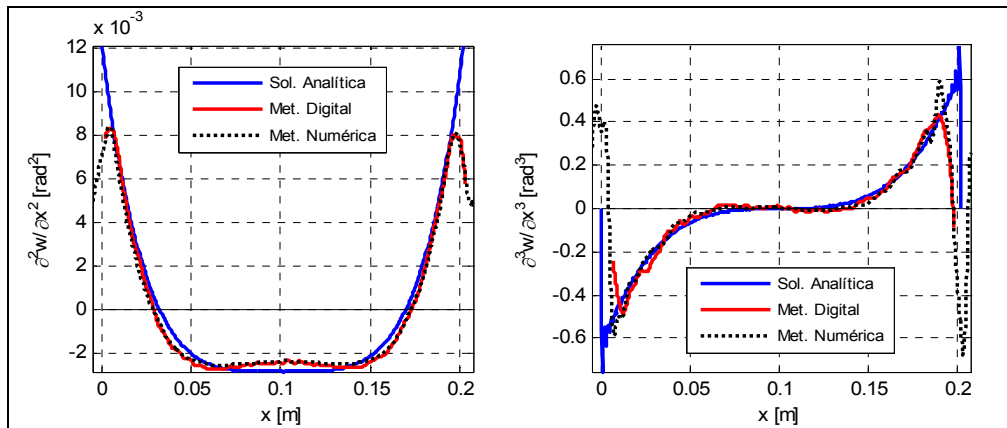 x 10⁻³
12
10
8
6
4
2
0
-2
0
0.05
0.1
0.15
0.2
x [m]
∂²w/ ∂x² [rad²]
Sol. Analítica
Met. Digital
Met. Numérica
0.6
0.4
0.2
0
-0.2
-0.4
-0.6
0
0.05
0.1
0.15
0.2
x [m]
∂³w/ ∂x³ [rad³]
Sol. Analítica
Met. Digital
Met. Numérica